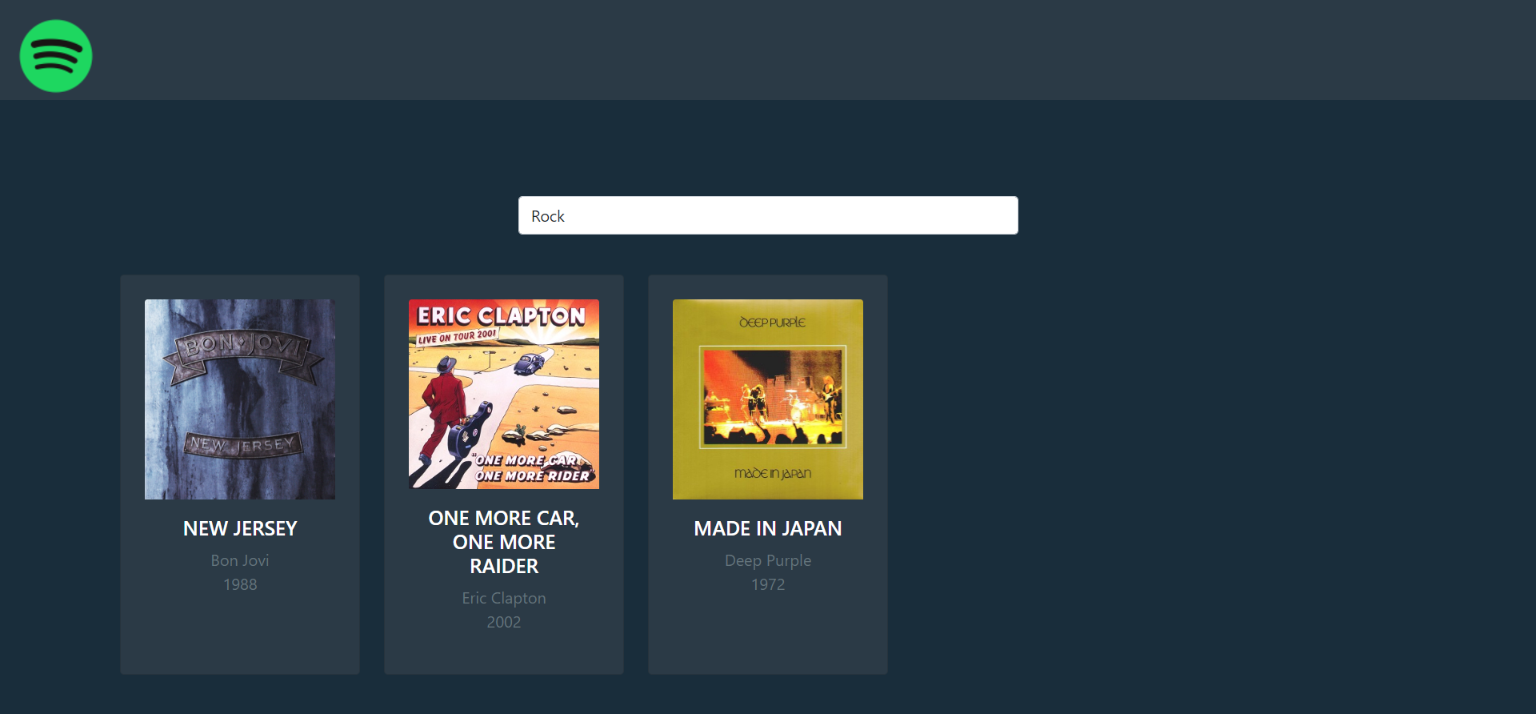 Rock
BON JOVI
NEW JERSEY
NEW JERSEY
Bon Jovi
1988
ERIC CLAPTON
LIVE ON TOUR 2001
"ONE MORE CAR
ONE MORE RIDER"
ONE MORE CAR,
ONE MORE
RAIDER
Eric Clapton
2002
DEEP PURPLE
MADE IN JAPAN
MADE IN JAPAN
Deep Purple
1972